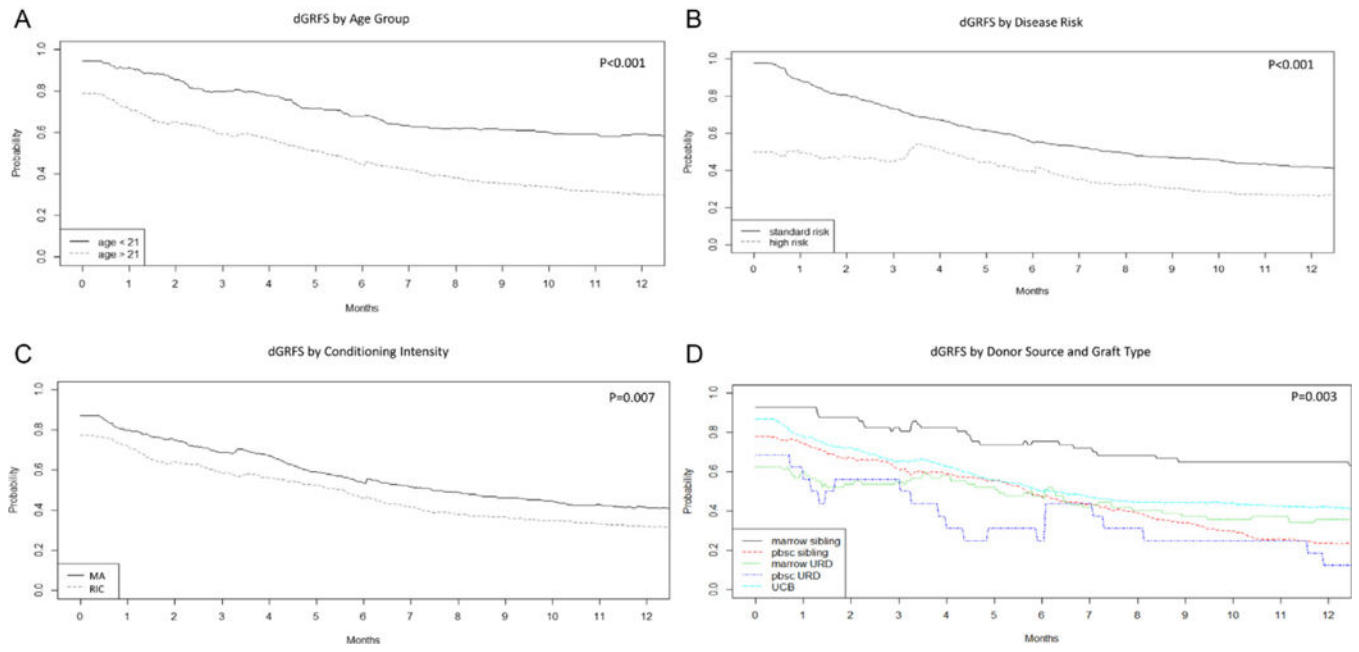 A
dGRFS by Age Group
P<0.001
Probability
0.0 0.2 0.4 0.6 0.8 1.0
age < 21
age > 21
0 1 2 3 4 5 6 7 8 9 10 11 12
Months
B
dGRFS by Disease Risk
P<0.001
Probability
0.0 0.2 0.4 0.6 0.8 1.0
standard risk
high risk
0 1 2 3 4 5 6 7 8 9 10 11 12
Months
C
dGRFS by Conditioning Intensity
P=0.007
Probability
0.0 0.2 0.4 0.6 0.8 1.0
MA
RIC
0 1 2 3 4 5 6 7 8 9 10 11 12
Months
D
dGRFS by Donor Source and Graft Type
P=0.003
Probability
0.0 0.2 0.4 0.6 0.8 1.0
marrow sibling
pbsc sibling
marrow URD
pbsc URD
UCB
0 1 2 3 4 5 6 7 8 9 10 11 12
Months